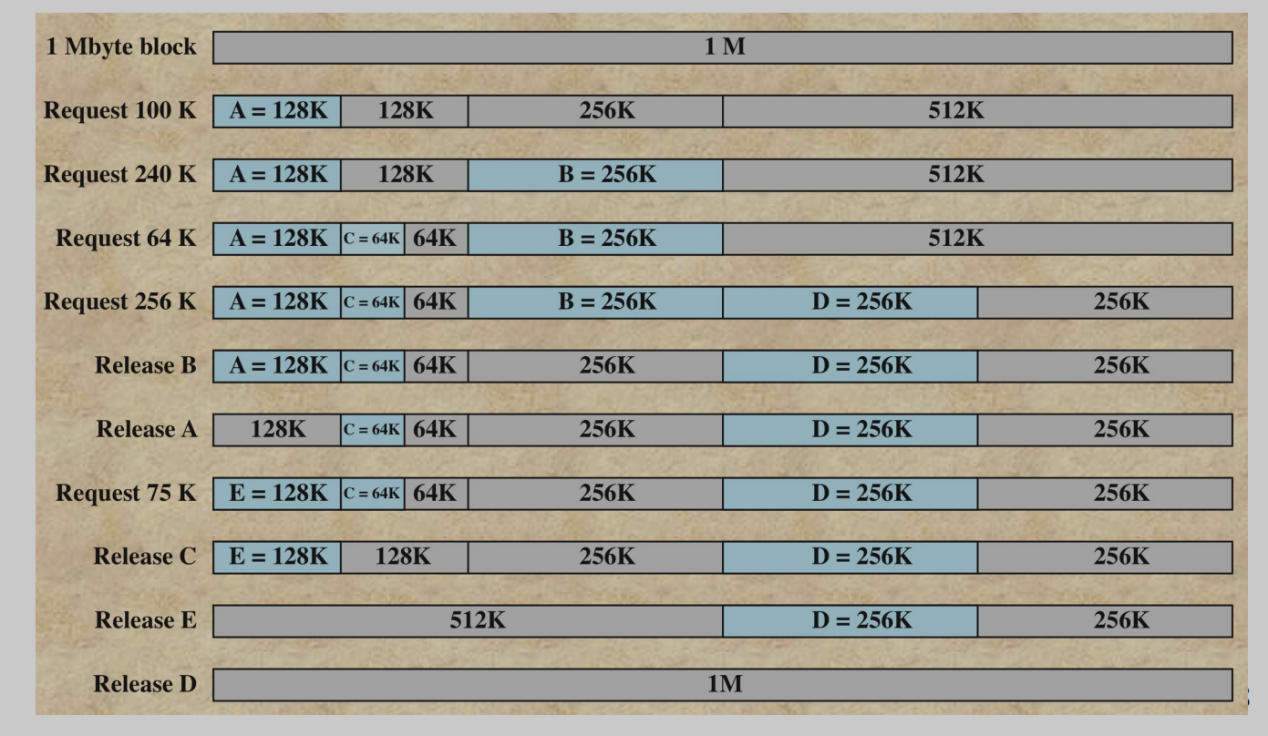 1 Mbyte block 1 M
Request 100 K A = 128K 128K 256K 512K
Request 240 K A = 128K 128K B = 256K 512K
Request 64 K A = 128K C = 64K 64K B = 256K 512K
Request 256 K A = 128K C = 64K 64K B = 256K D = 256K 256K
Release B A = 128K C = 64K 64K 256K D = 256K 256K
Release A 128K C = 64K 64K 256K D = 256K 256K
Request 75 K E = 128K C = 64K 64K 256K D = 256K 256K
Release C E = 128K 128K 256K D = 256K 256K
Release E 512K D = 256K 256K
Release D 1M